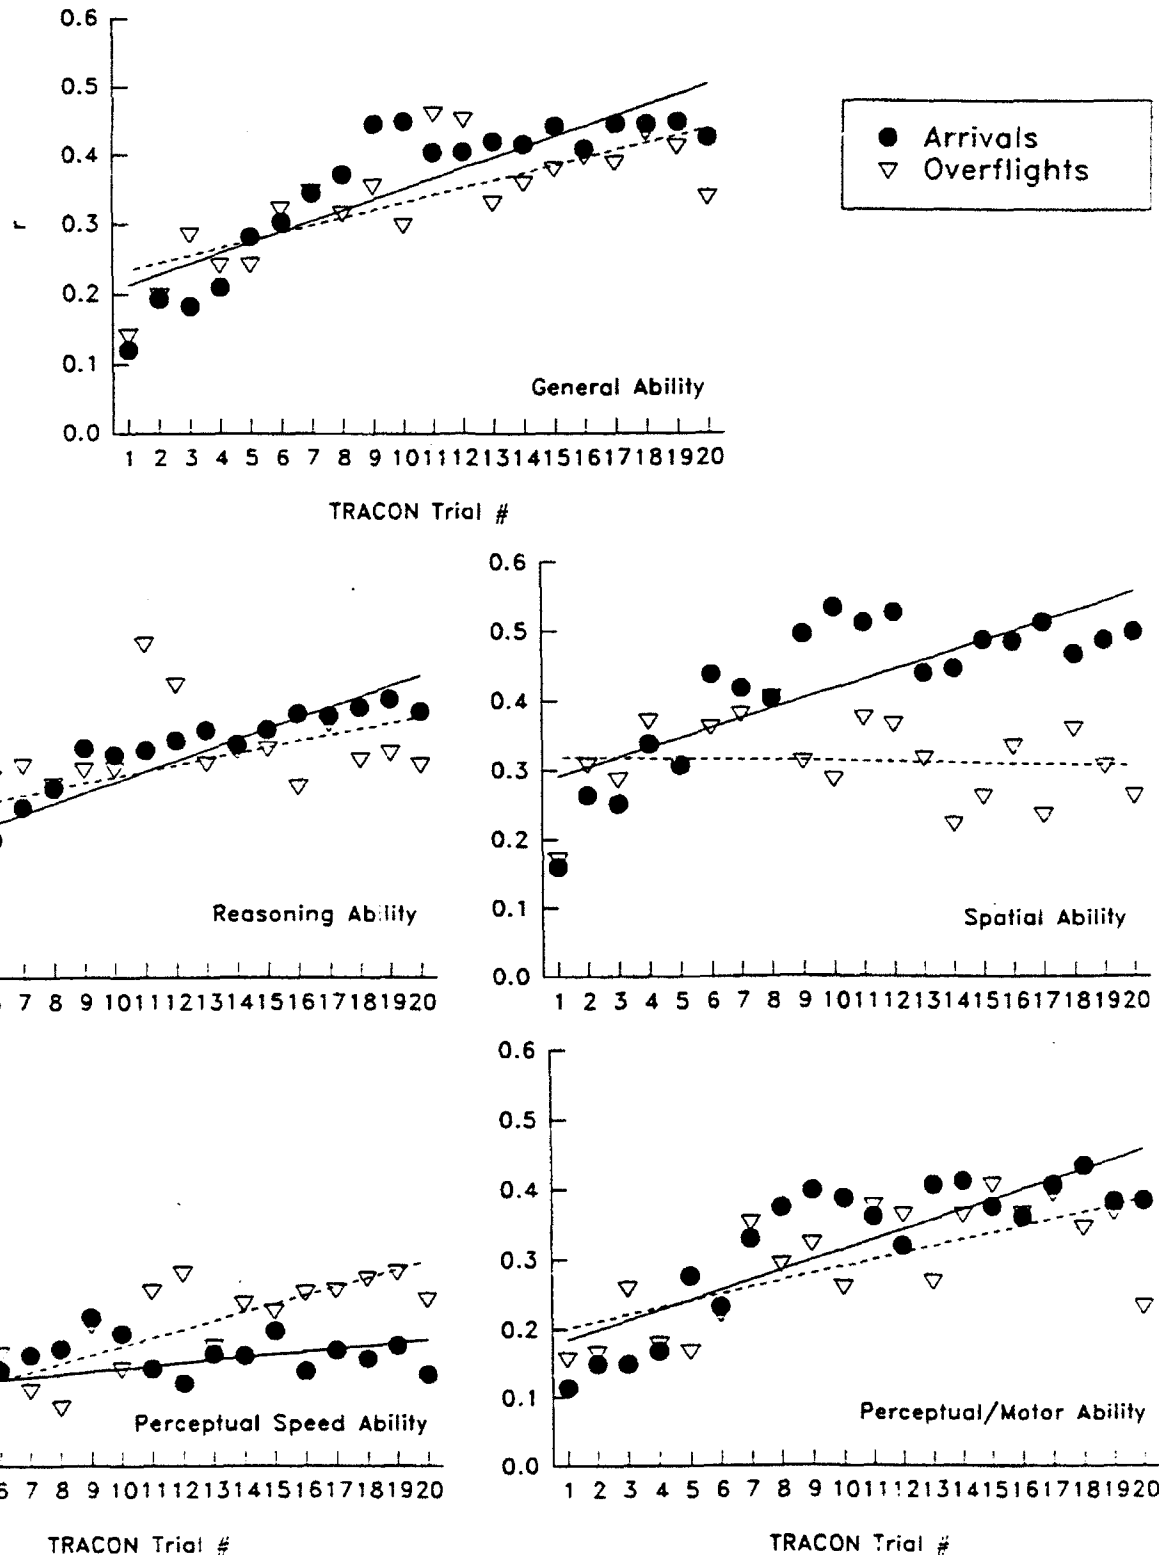 0.6
0.5
0.4
0.3
0.2
0.1
0.0
r
Arrivals
Overflights
General Ability
1 2 3 4 5 6 7 8 9 10 11 12 13 14 15 16 17 18 19 20
TRACON Trial #
Reasoning Ability
7 8 9 10 11 12 13 14 15 16 17 18 19 20
0.6
0.5
0.4
0.3
0.2
0.1
0.0
Spatial Ability
1 2 3 4 5 6 7 8 9 10 11 12 13 14 15 16 17 18 19 20
Perceptual Speed Ability
6 7 8 9 10 11 12 13 14 15 16 17 18 19 20
TRACON Trial #
0.6
0.5
0.4
0.3
0.2
0.1
0.0
Perceptual/Motor Ability
1 2 3 4 5 6 7 8 9 10 11 12 13 14 15 16 17 18 19 20
TRACON Trial #